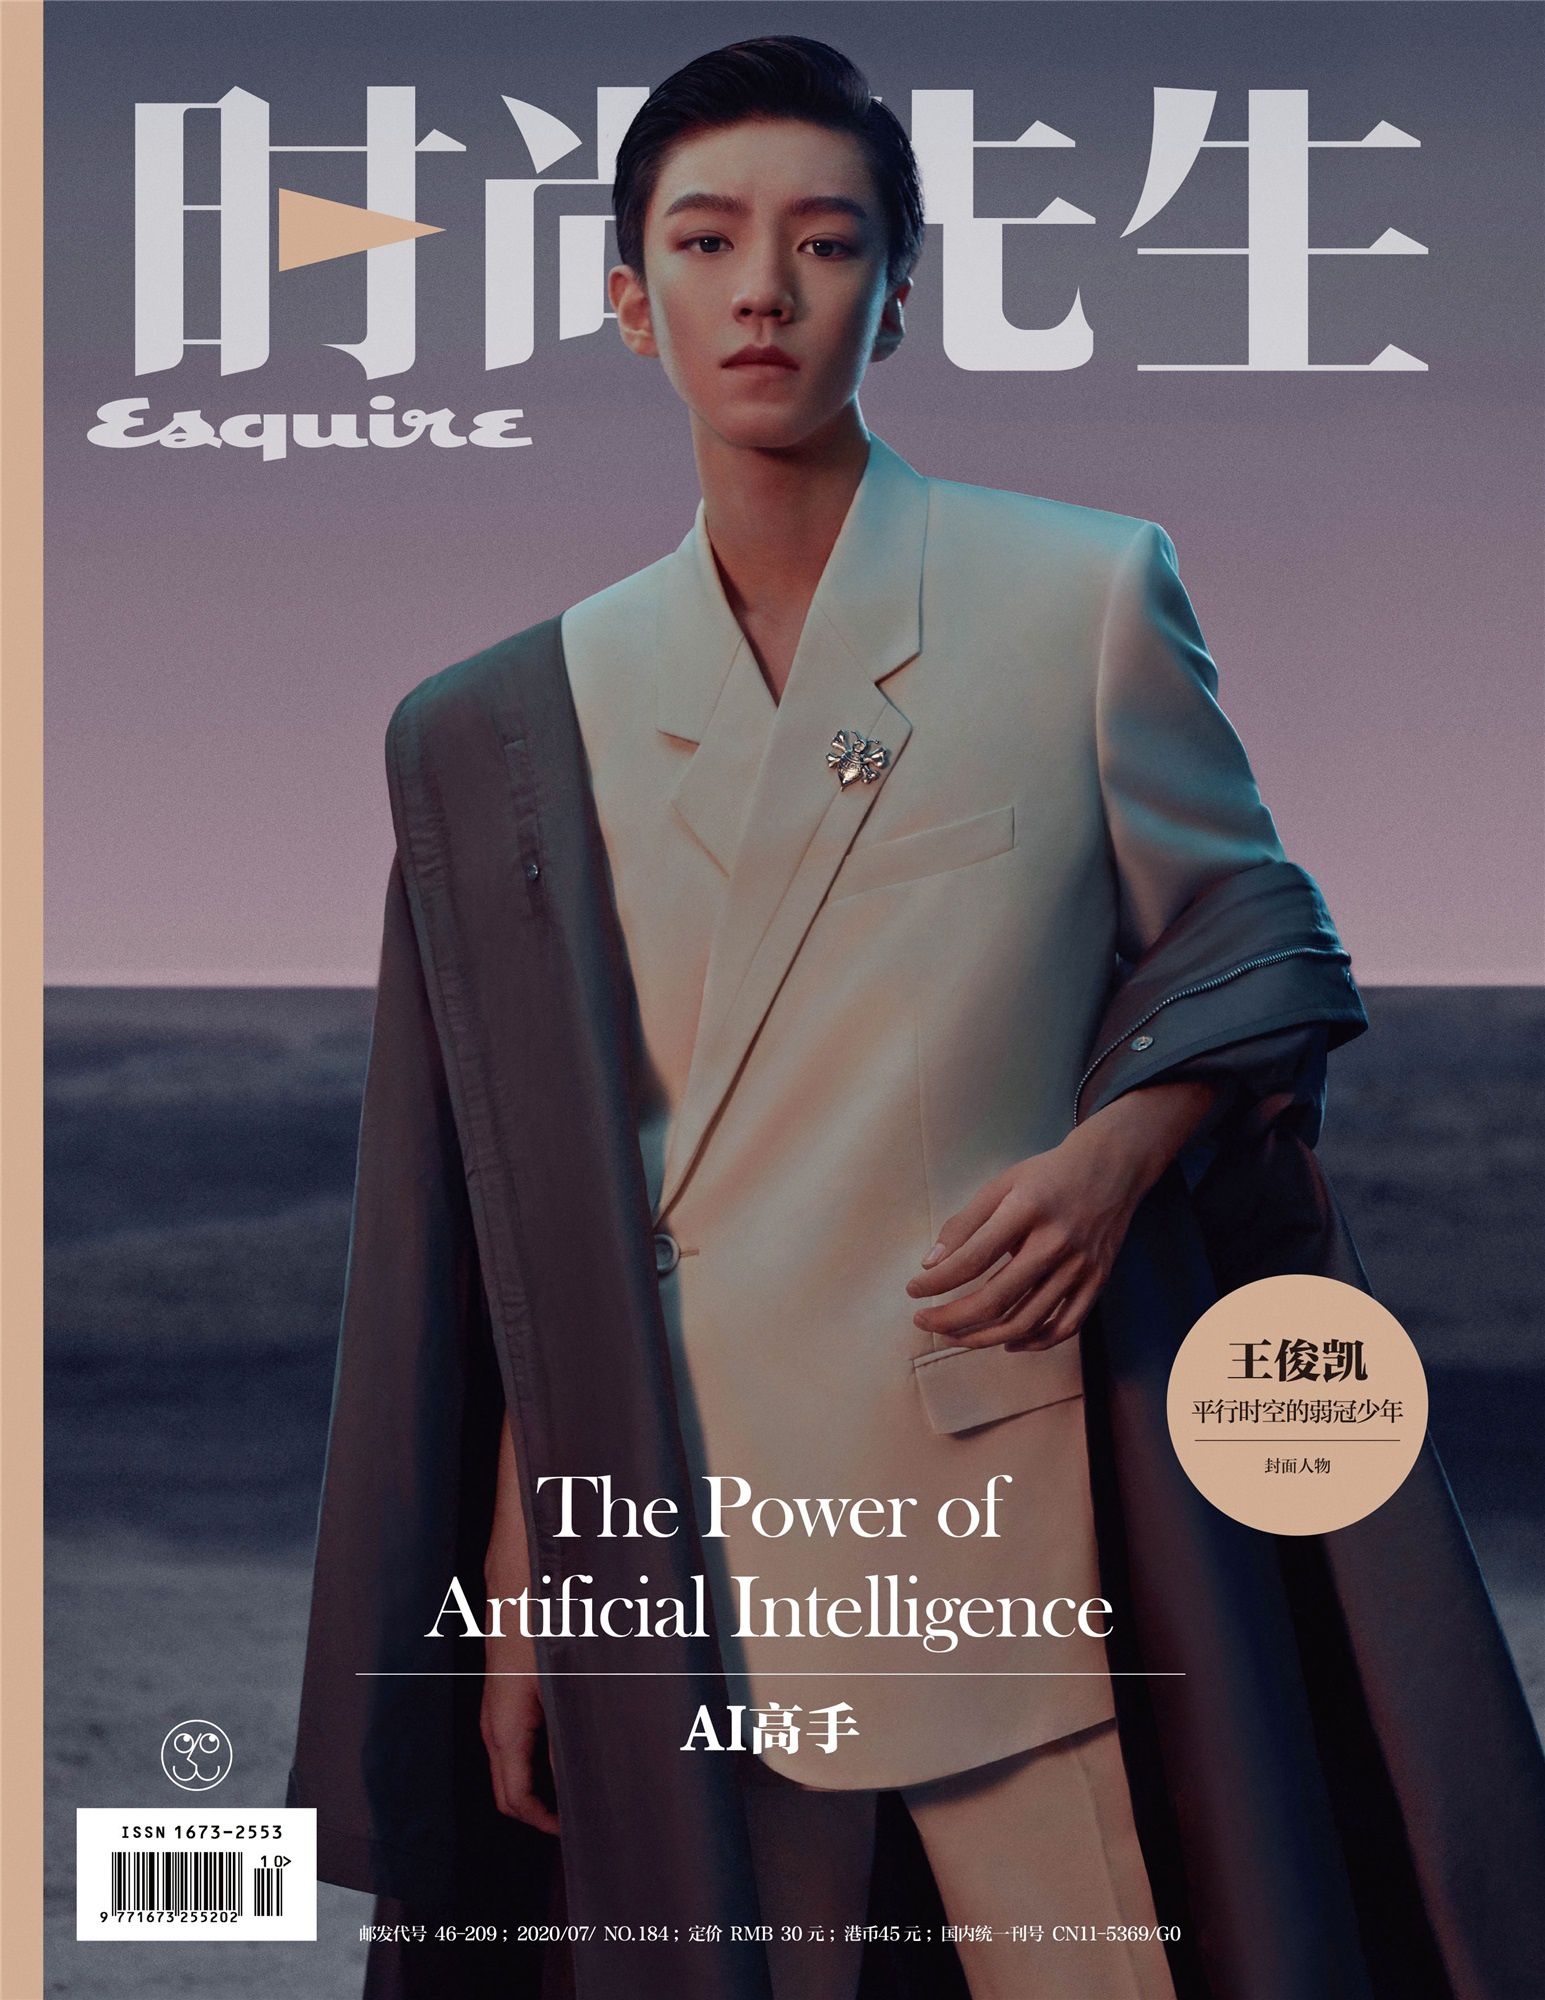 时尚先生
Esquire
王俊凯
平行时空的弱冠少年
封面人物
The Power of
Artificial Intelligence
AI高手
ISSN 1673-2553
10>
9 771673 255202
邮发代号 46-209；2020/07/ NO.184；定价 RMB 30 元；港币45元；国内统一刊号 CN11-5369/G0